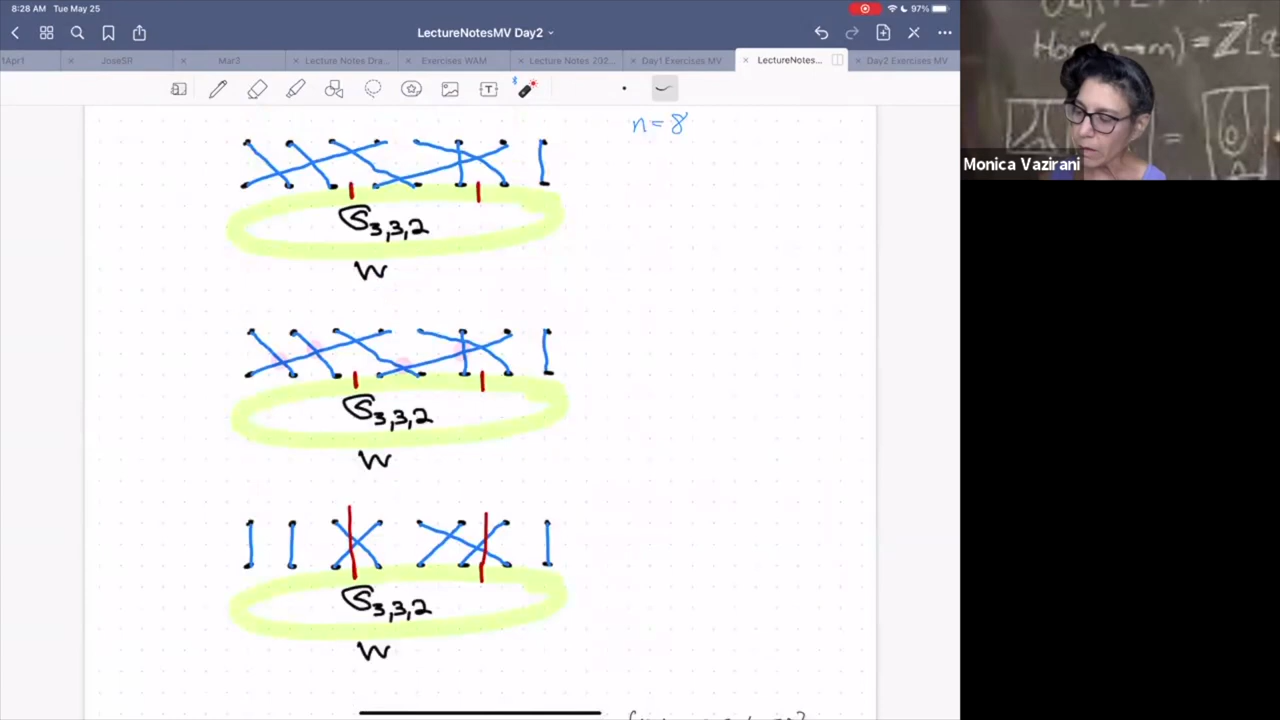 8:28 AM Tue May 25
97%
LectureNotesMV Day2
1Apr1
JoseSR
Mar3
Lecture Notes Dra...
Exercises WAM
Lecture Notes 202...
Day1 Exercises MV
LectureNotes...
Day2 Exercises MV
n = 8
S3,3,2
W
S3,3,2
W
S3,3,2
W
Hom(n→m) = Z[q
=
Monica Vazirani